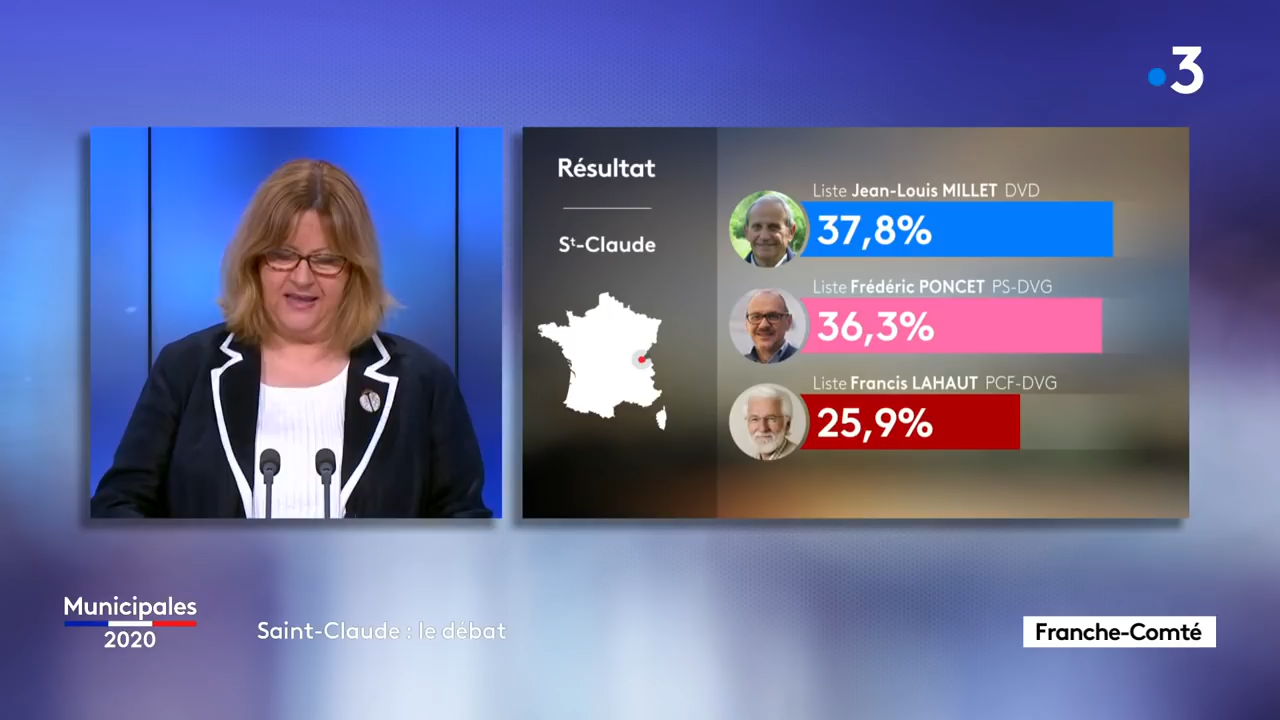 3
Résultat
St-Claude
Liste Jean-Louis MILLET DVD
37,8%
Liste Frédéric PONCET PS-DVG
36,3%
Liste Francis LAHAUT PCF-DVG
25,9%
Municipales
2020
Saint-Claude : le débat
Franche-Comté